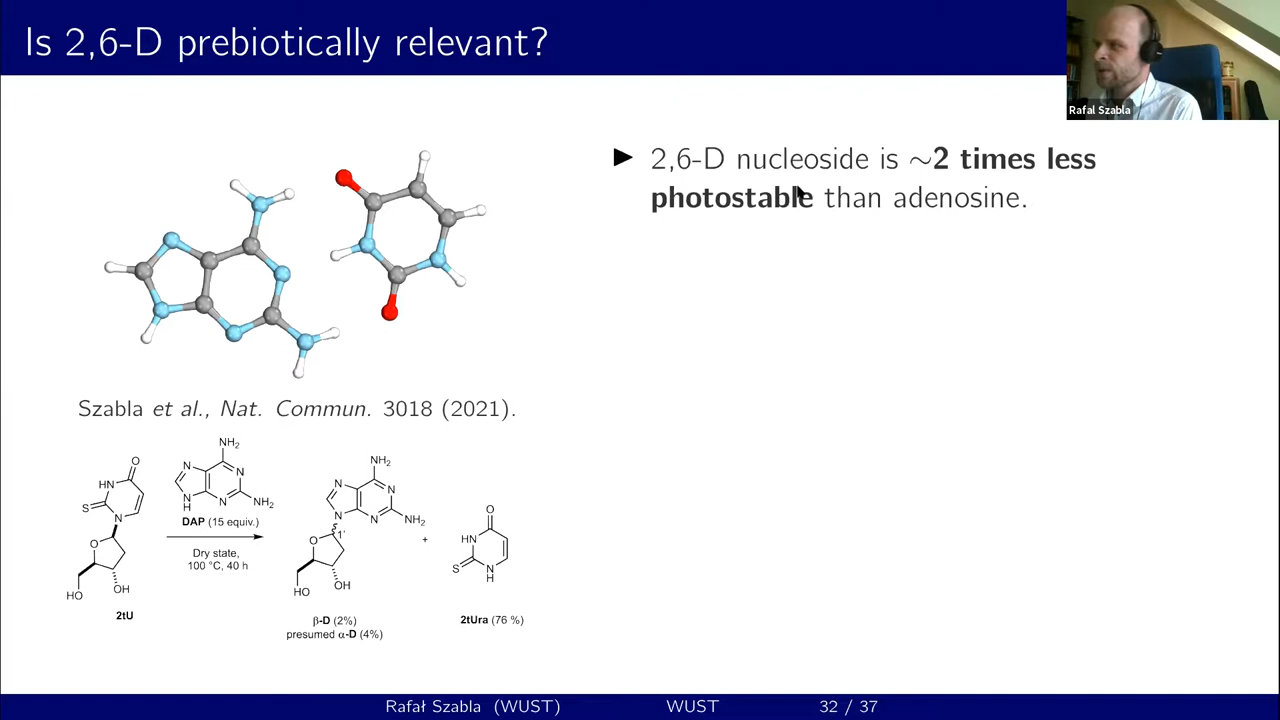 Is 2,6-D prebiotically relevant?
Rafal Szabla
▶ 2,6-D nucleoside is ~2 times less
photostable than adenosine.
Szabla et al., Nat. Commun. 3018 (2021).
NH2
N
N
N
H
N
NH2
DAP (15 equiv.)
Dry state,
100 °C, 40 h
O
HN
S
N
O
HO
OH
2tU
NH2
N
N
N
N
NH2
O
1'
HO
OH
β-D (2%)
presumed α-D (4%)
+
O
HN
S
N
H
2tUra (76 %)
Rafał Szabla (WUST) WUST 32 / 37